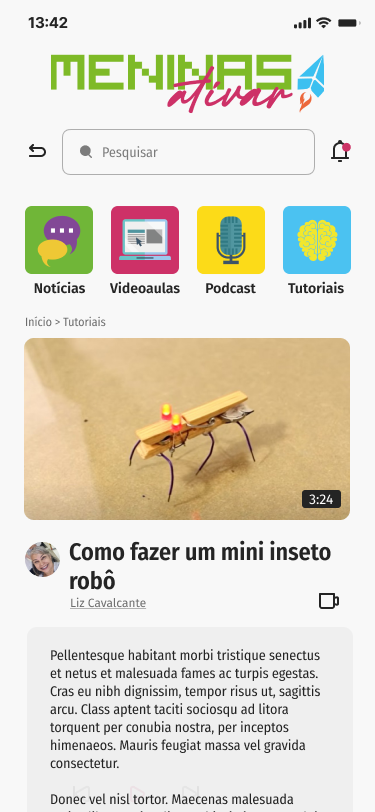 13:42
MENINAS
ativar
Pesquisar
Notícias Videoaulas Podcast Tutoriais
Inicio > Tutoriais
3:24
Como fazer um mini inseto
robô
Liz Cavalcante
Pellentesque habitant morbi tristique senectus
et netus et malesuada fames ac turpis egestas.
Cras eu nibh dignissim, tempor risus ut, sagittis
arcu. Class aptent taciti sociosqu ad litora
torquent per conubia nostra, per inceptos
himenaeos. Mauris feugiat massa vel gravida
consectetur.
Donec vel nisl tortor. Maecenas malesuada